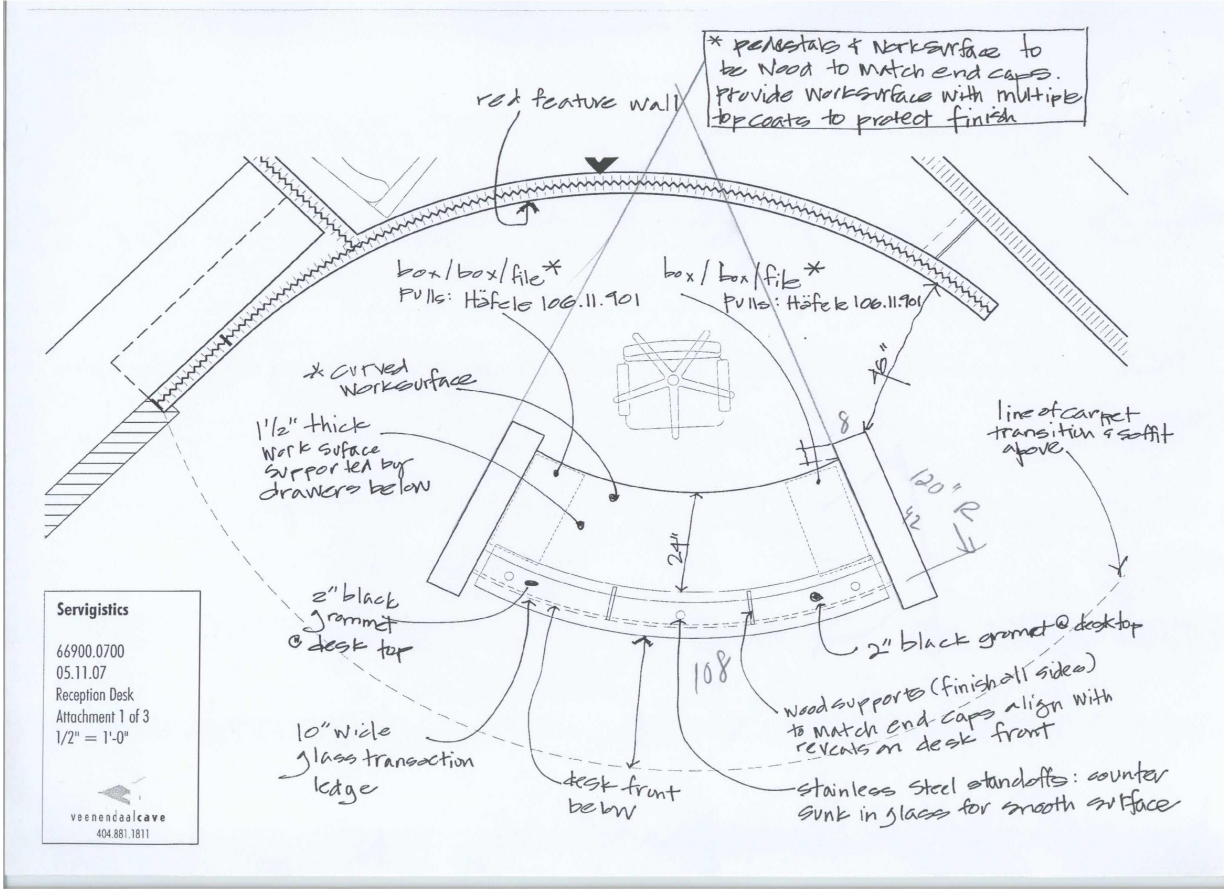 * pedestals & worksurface to
be wood to match end caps.
provide worksurface with multiple
top coats to protect finish
red feature wall
box/box/file*
Pulls: Häfele 106.11.901
box/box/file*
Pulls: Häfele 106.11.901
* curved
worksurface
1 1/2" thick
work suface
supported by
drawers below
8
line of carpet
transition & soffit
above
120" R
42
24"
2" black
grommet
@ desk top
2" black gromet @ desktop
108
wood supports (finish all sides)
to match end caps align with
reveals on desk front
10" wide
glass transaction
ledge
desk front
below
stainless steel standoffs: counter
sunk in glass for smooth surface
Servigistics
66900.0700
05.11.07
Reception Desk
Attachment 1 of 3
1/2" = 1'-0"
veenendaalcave
404.881.1811